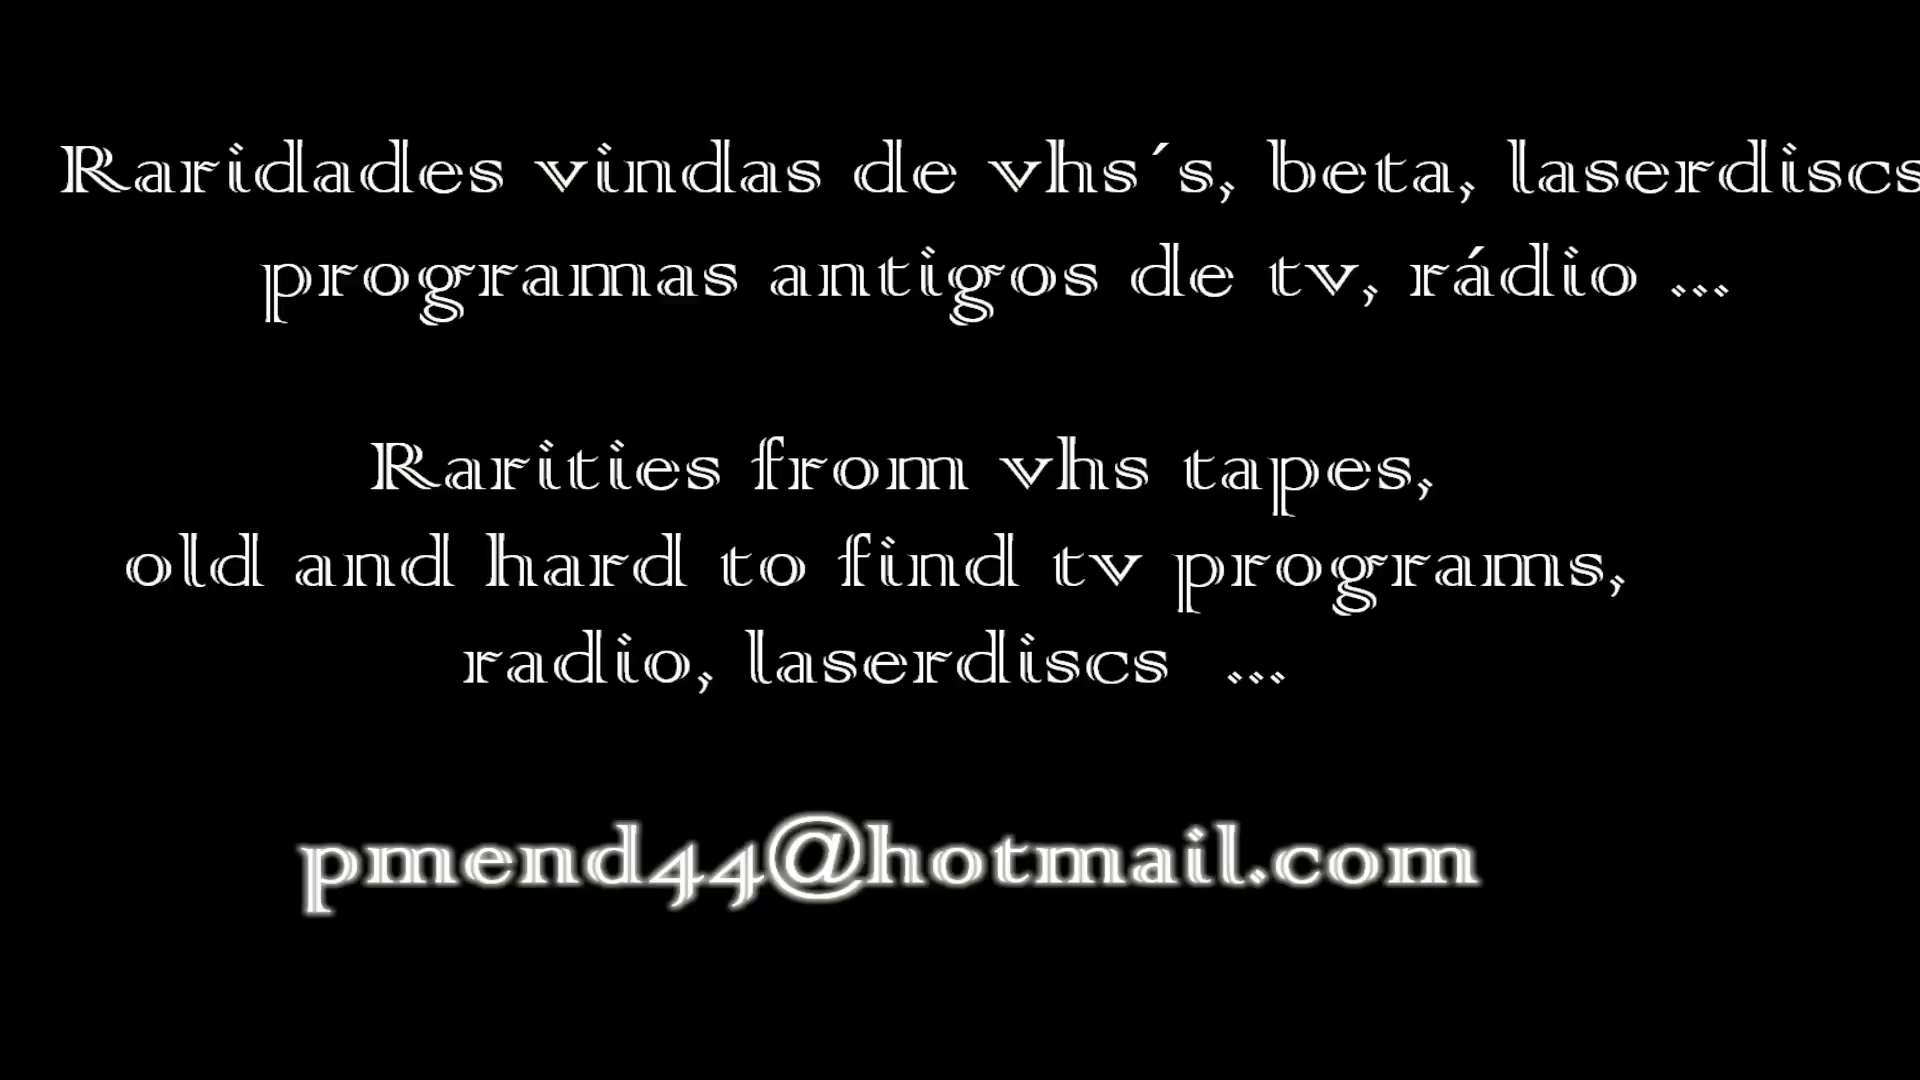 Raridades vindas de vhs´s, beta, laserdiscs
programas antigos de tv, rádio ...
Rarities from vhs tapes,
old and hard to find tv programs,
radio, laserdiscs ...
pmend44@hotmail.com